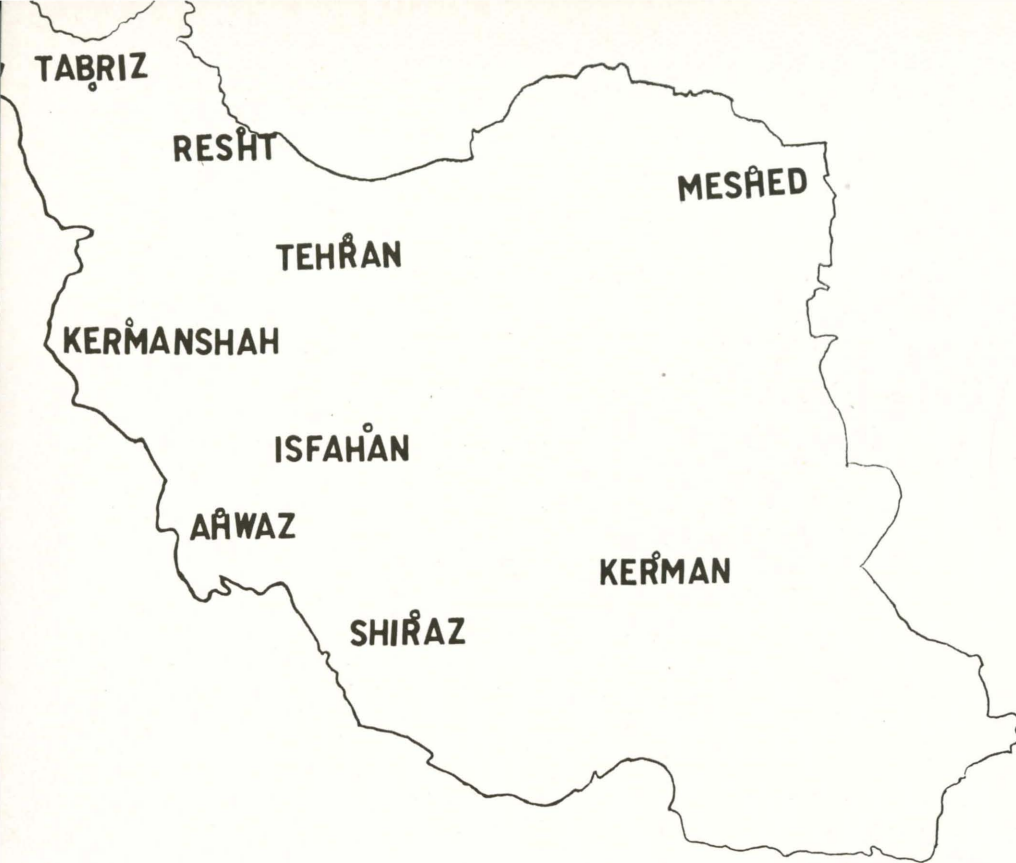 TABRIZ
RESHT
MESHED
TEHRAN
KERMANSHAH
ISFAHAN
AHWAZ
KERMAN
SHIRAZ